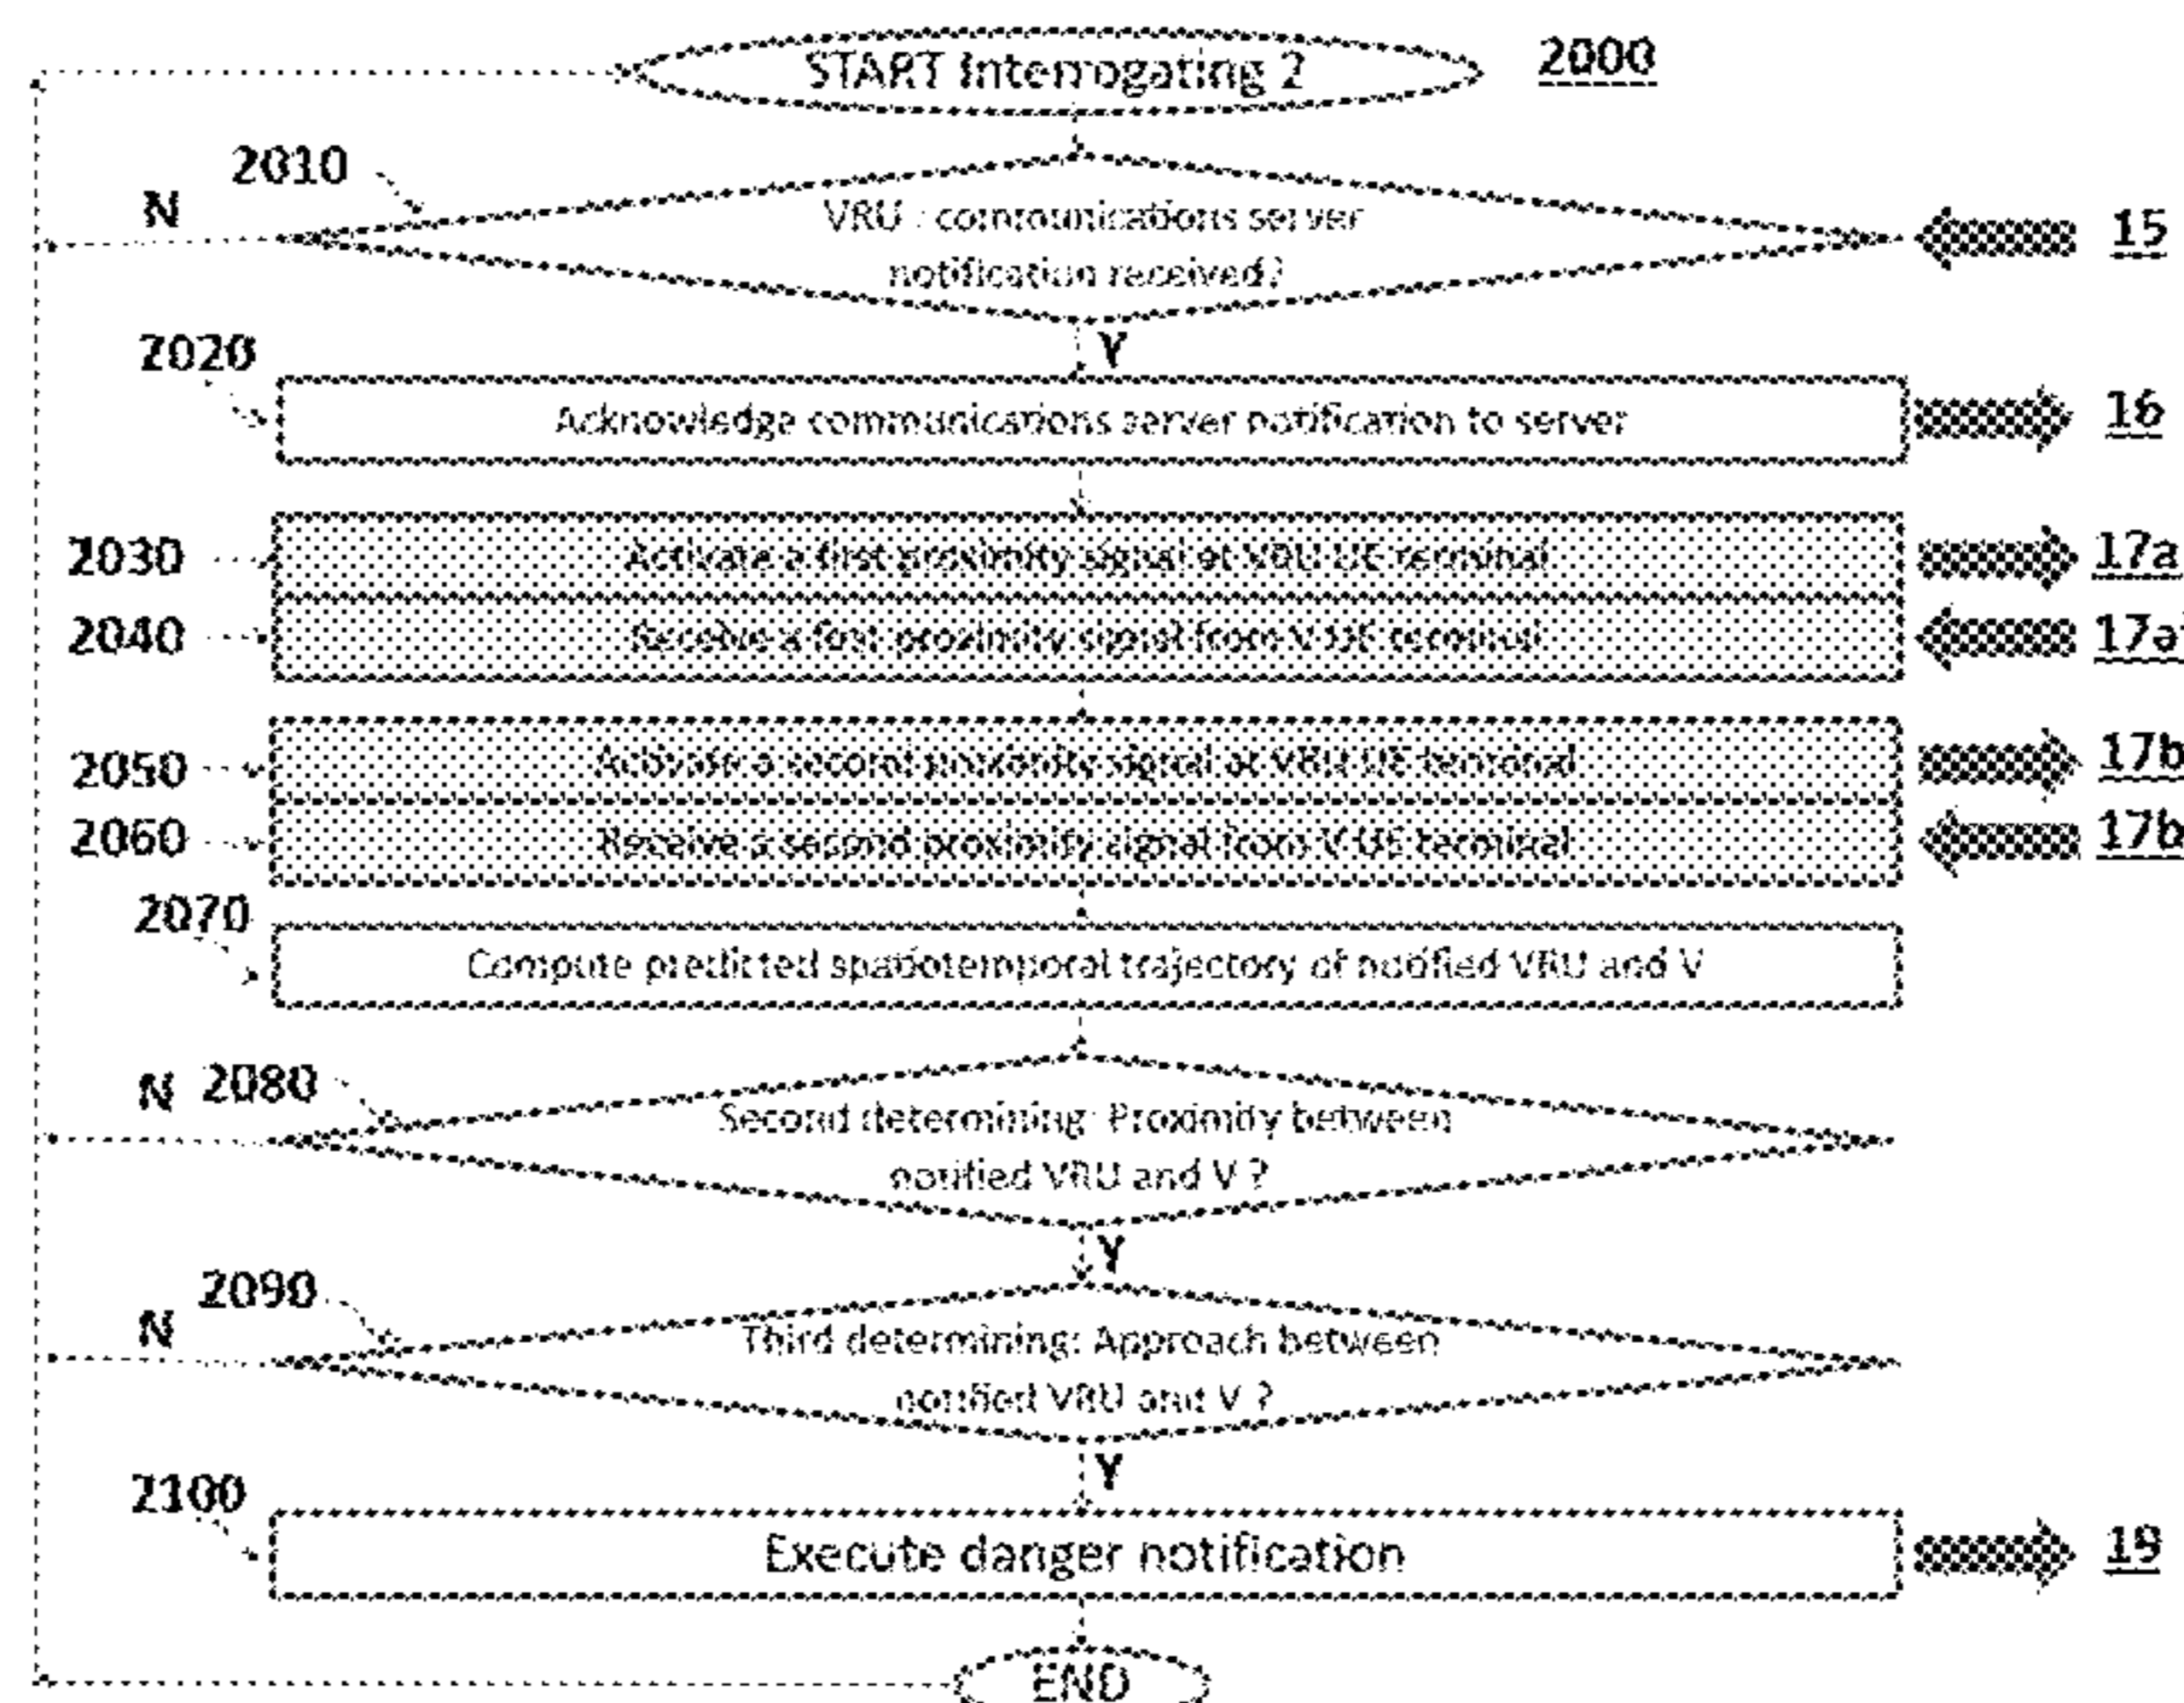 START Interrogating 2
2000
2010
N
VRU : communications server
notification received?
15
Y
2020
Acknowledge communications server notification to server
16
2030
Activate a first proximity signal at VRU UE terminal
17a
2040
Receive a first proximity signal from V UE terminal
17a'
2050
Activate a second proximity signal at VRU UE terminal
17b
2060
Receive a second proximity signal from V UE terminal
17b
2070
Compute predicted spatiotemporal trajectory of notified VRU and V
N
2080
Second determining: Proximity between
notified VRU and V ?
Y
N
2090
Third determining: Approach between
notified VRU and V ?
Y
2100
Execute danger notification
19
END